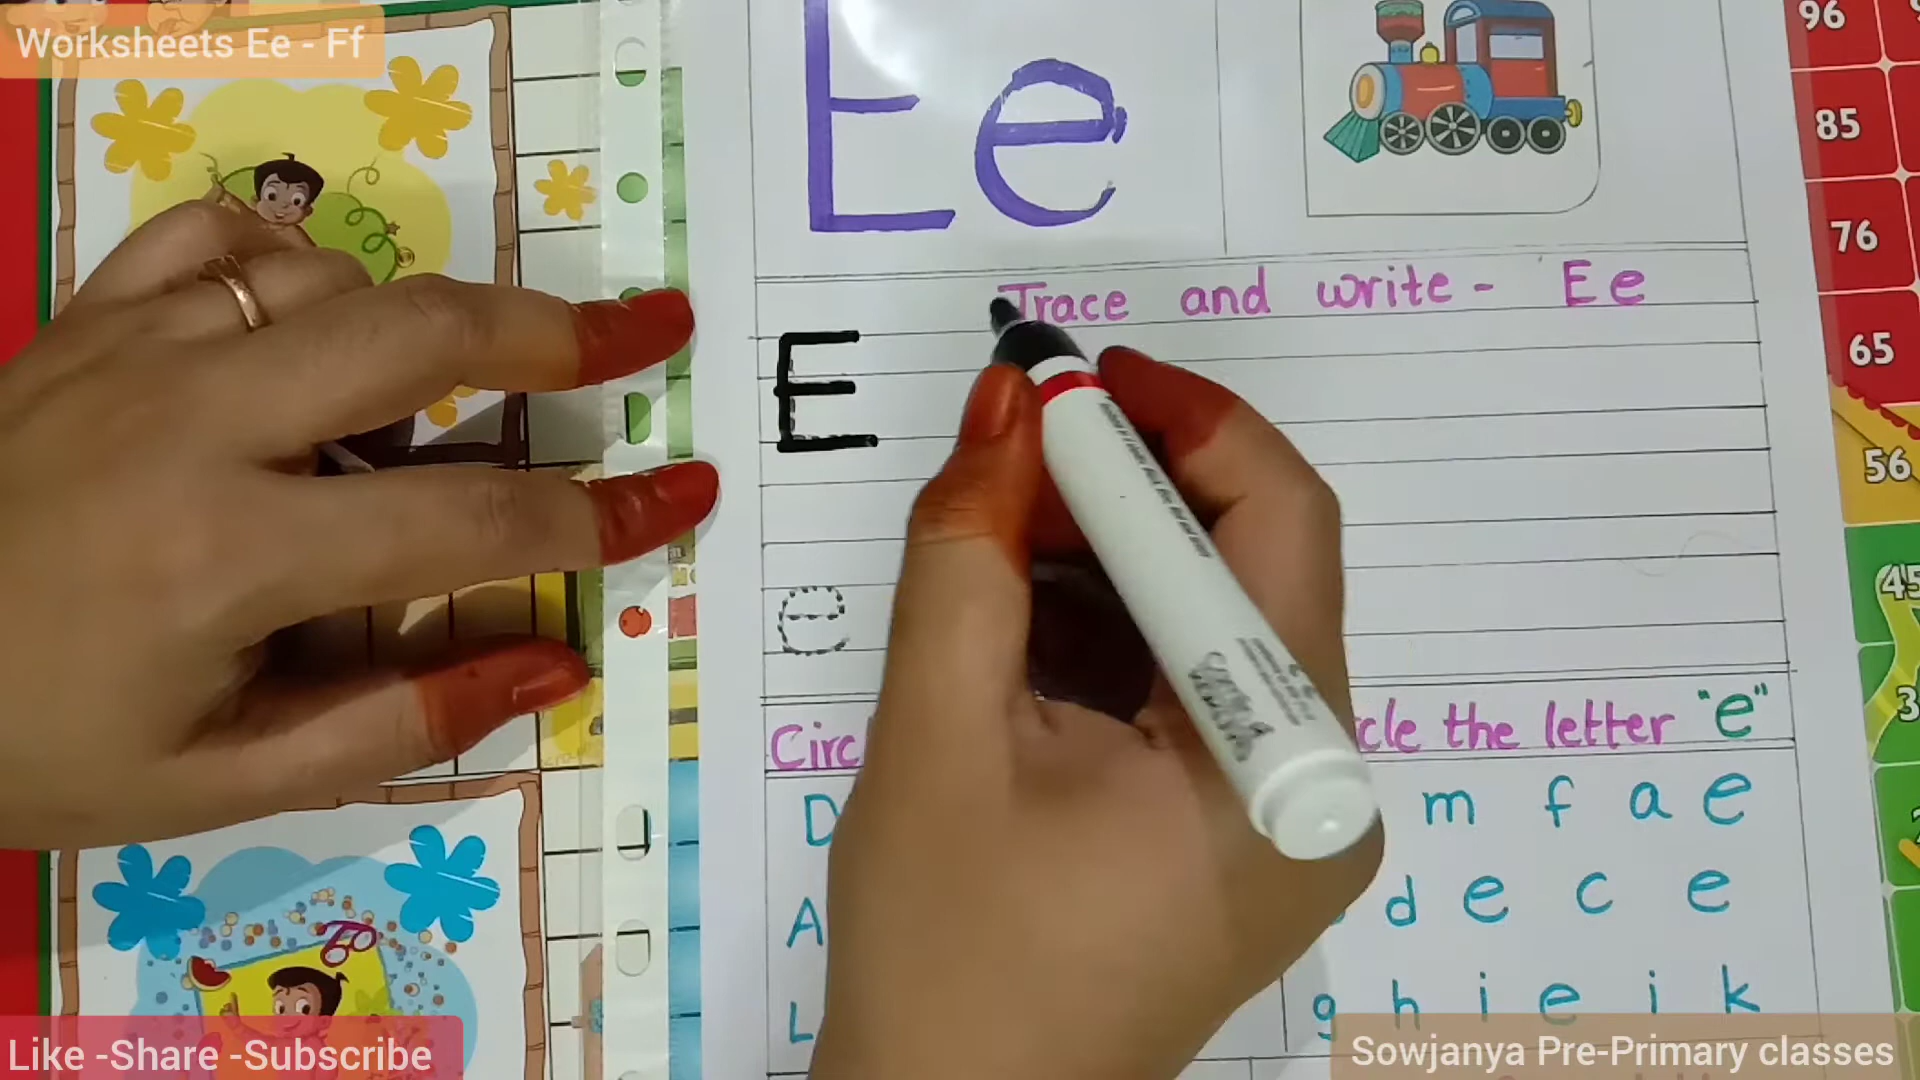 Worksheets Ee - Ff
Ee
Trace and write - Ee
E
e
Circ
cle the letter "e"
D
m f a e
A
d e c e
L
g h i e j k
96
85
76
65
56
45
Like -Share -Subscribe
Sowjanya Pre-Primary classes